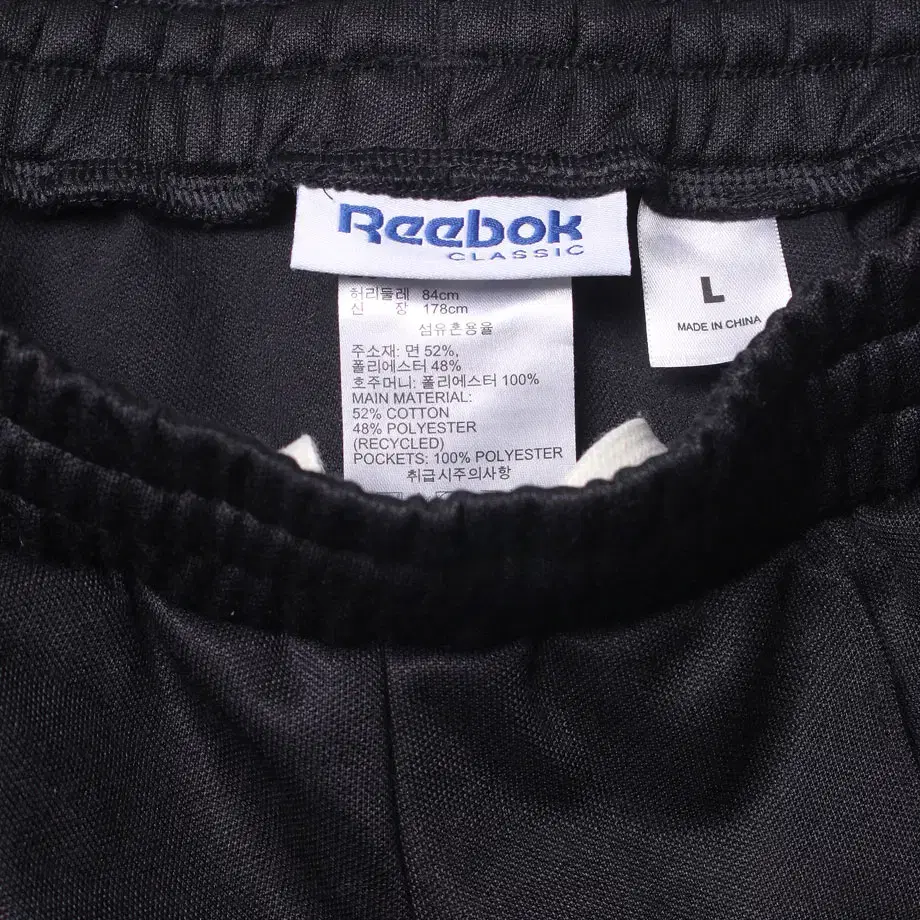 Reebok
CLASSIC
허리둘레 84cm
신 장 178cm
섬유혼용율
주소재: 면 52%,
폴리에스터 48%
호주머니: 폴리에스터 100%
MAIN MATERIAL:
52% COTTON
48% POLYESTER
(RECYCLED)
POCKETS: 100% POLYESTER
취급시주의사항
L
MADE IN CHINA